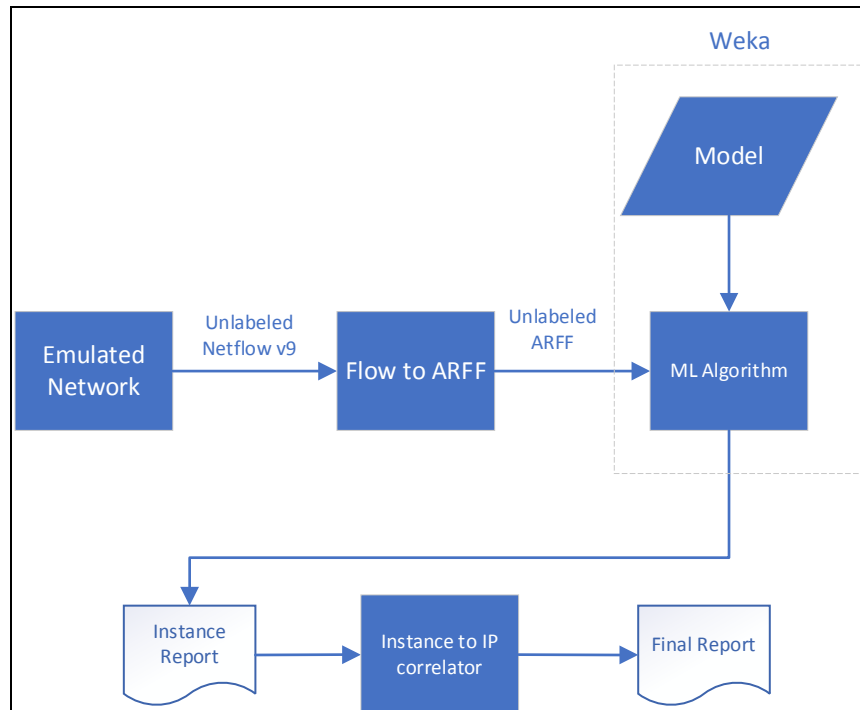 Weka
Model
Emulated
Network
Unlabeled
Netflow v9
Flow to ARFF
Unlabeled
ARFF
ML Algorithm
Instance
Report
Instance to IP
correlator
Final Report